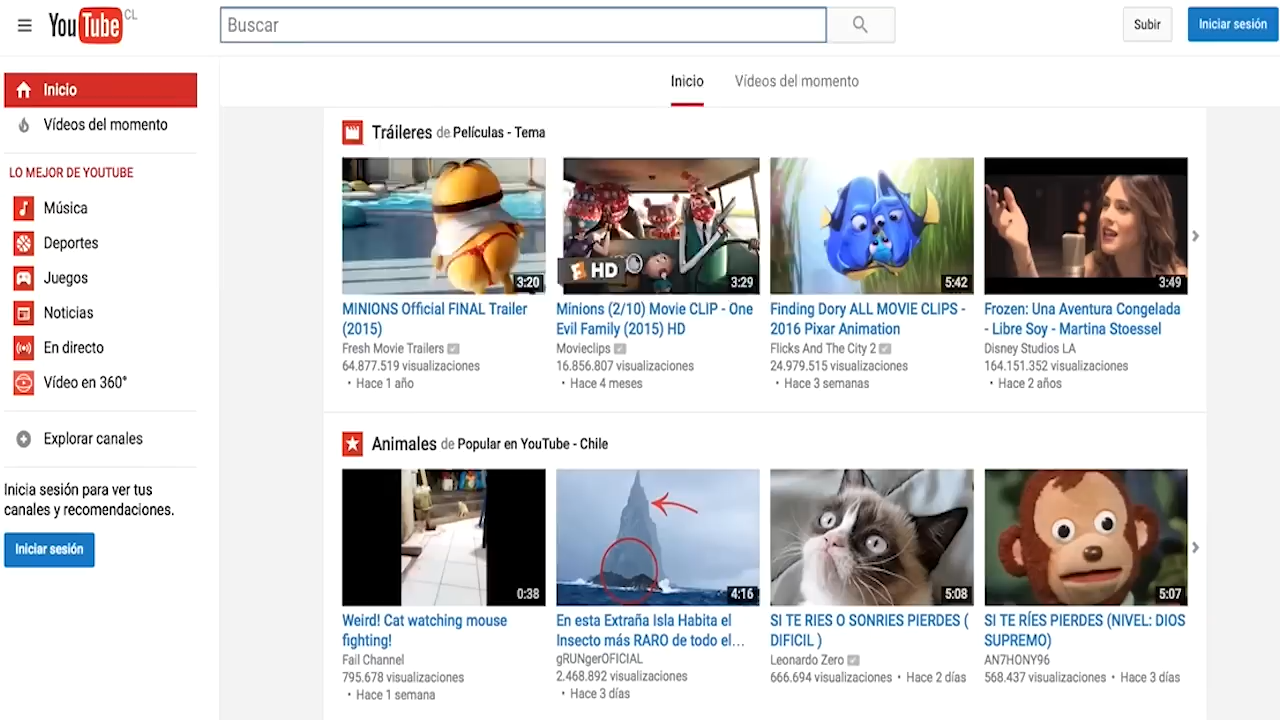 YouTube CL
Buscar
Subir
Iniciar sesión
Inicio
Vídeos del momento
LO MEJOR DE YOUTUBE
Música
Deportes
Juegos
Noticias
En directo
Vídeo en 360°
Explorar canales
Inicia sesión para ver tus
canales y recomendaciones.
Iniciar sesión
Inicio
Vídeos del momento
Tráileres de Películas - Tema
3:20
HD
3:29
5:42
3:49
MINIONS Official FINAL Trailer
(2015)
Fresh Movie Trailers
64.877.519 visualizaciones
• Hace 1 año
Minions (2/10) Movie CLIP - One
Evil Family (2015) HD
Movieclips
16.856.807 visualizaciones
• Hace 4 meses
Finding Dory ALL MOVIE CLIPS -
2016 Pixar Animation
Flicks And The City 2
24.979.515 visualizaciones
• Hace 3 semanas
Frozen: Una Aventura Congelada
- Libre Soy - Martina Stoessel
Disney Studios LA
164.151.352 visualizaciones
• Hace 2 años
Animales de Popular en YouTube - Chile
0:38
4:16
5:08
5:07
Weird! Cat watching mouse
fighting!
Fail Channel
795.678 visualizaciones
• Hace 1 semana
En esta Extraña Isla Habita el
Insecto más RARO de todo el...
gRUNgerOFICIAL
2.468.892 visualizaciones
• Hace 3 días
SI TE RIES O SONRIES PIERDES (
DIFICIL )
Leonardo Zero
666.694 visualizaciones • Hace 2 días
SI TE RÍES PIERDES (NIVEL: DIOS
SUPREMO)
AN7HONY96
568.437 visualizaciones • Hace 3 días